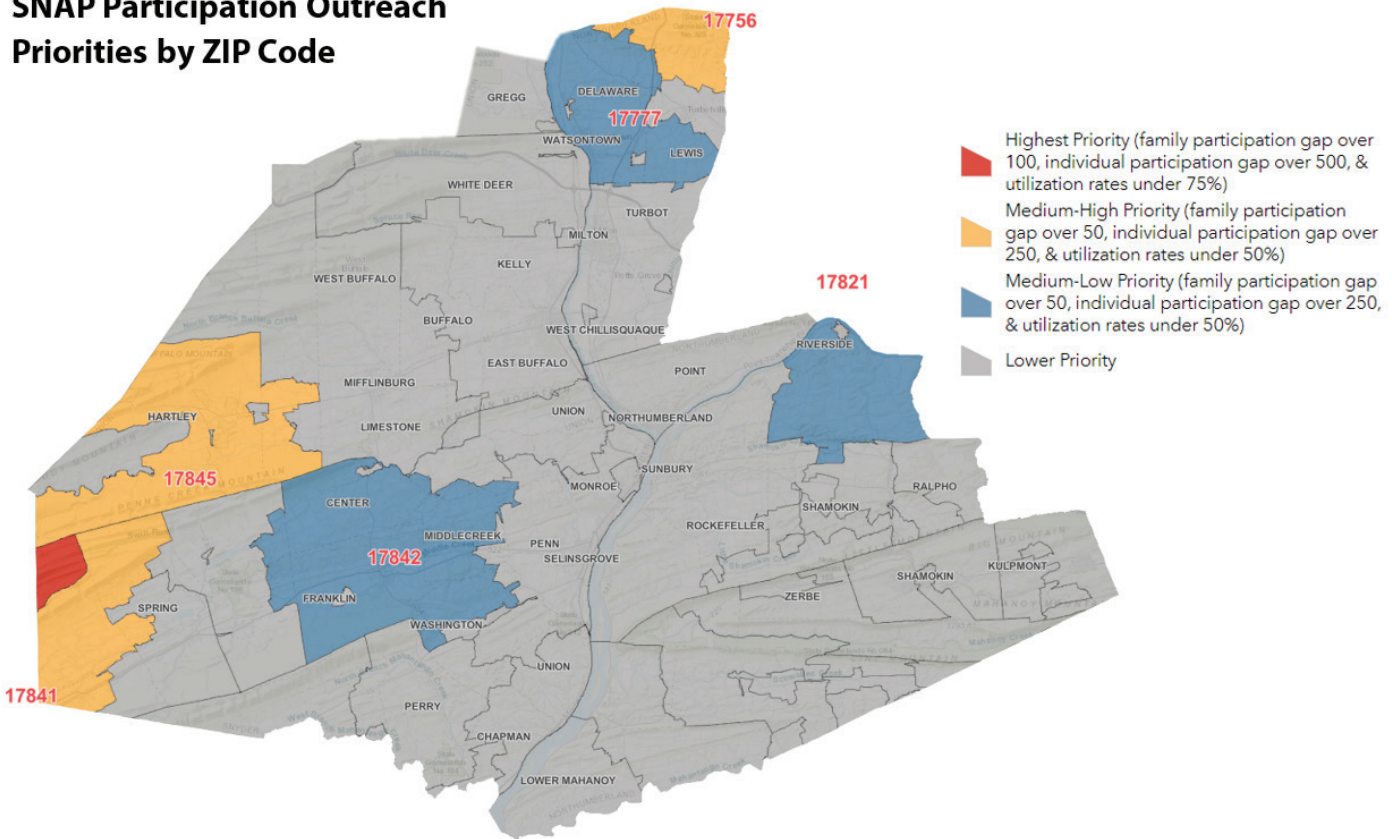 SNAP Participation Outreach
Priorities by ZIP Code
17756
GREGG
DELAWARE
17777
WATSONTOWN
LEWIS
WHITE DEER
TURBOT
MILTON
KELLY
WEST BUFFALO
17821
BUFFALO
WEST CHILLISQUAQUE
RIVERSIDE
EAST BUFFALO
POINT
MIFFLINBURG
HARTLEY
UNION
NORTHUMBERLAND
LIMESTONE
SUNBURY
17845
MONROE
RALPHO
CENTER
SHAMOKIN
ROCKEFELLER
MIDDLECREEK
PENN
17842
SELINSGROVE
SHAMOKIN
KULPMONT
FRANKLIN
ZERBE
SPRING
WASHINGTON
UNION
17841
PERRY
CHAPMAN
LOWER MAHANOY
Highest Priority (family participation gap over
100, individual participation gap over 500, &
utilization rates under 75%)
Medium-High Priority (family participation
gap over 50, individual participation gap over
250, & utilization rates under 50%)
Medium-Low Priority (family participation gap
over 50, individual participation gap over 250,
& utilization rates under 50%)
Lower Priority